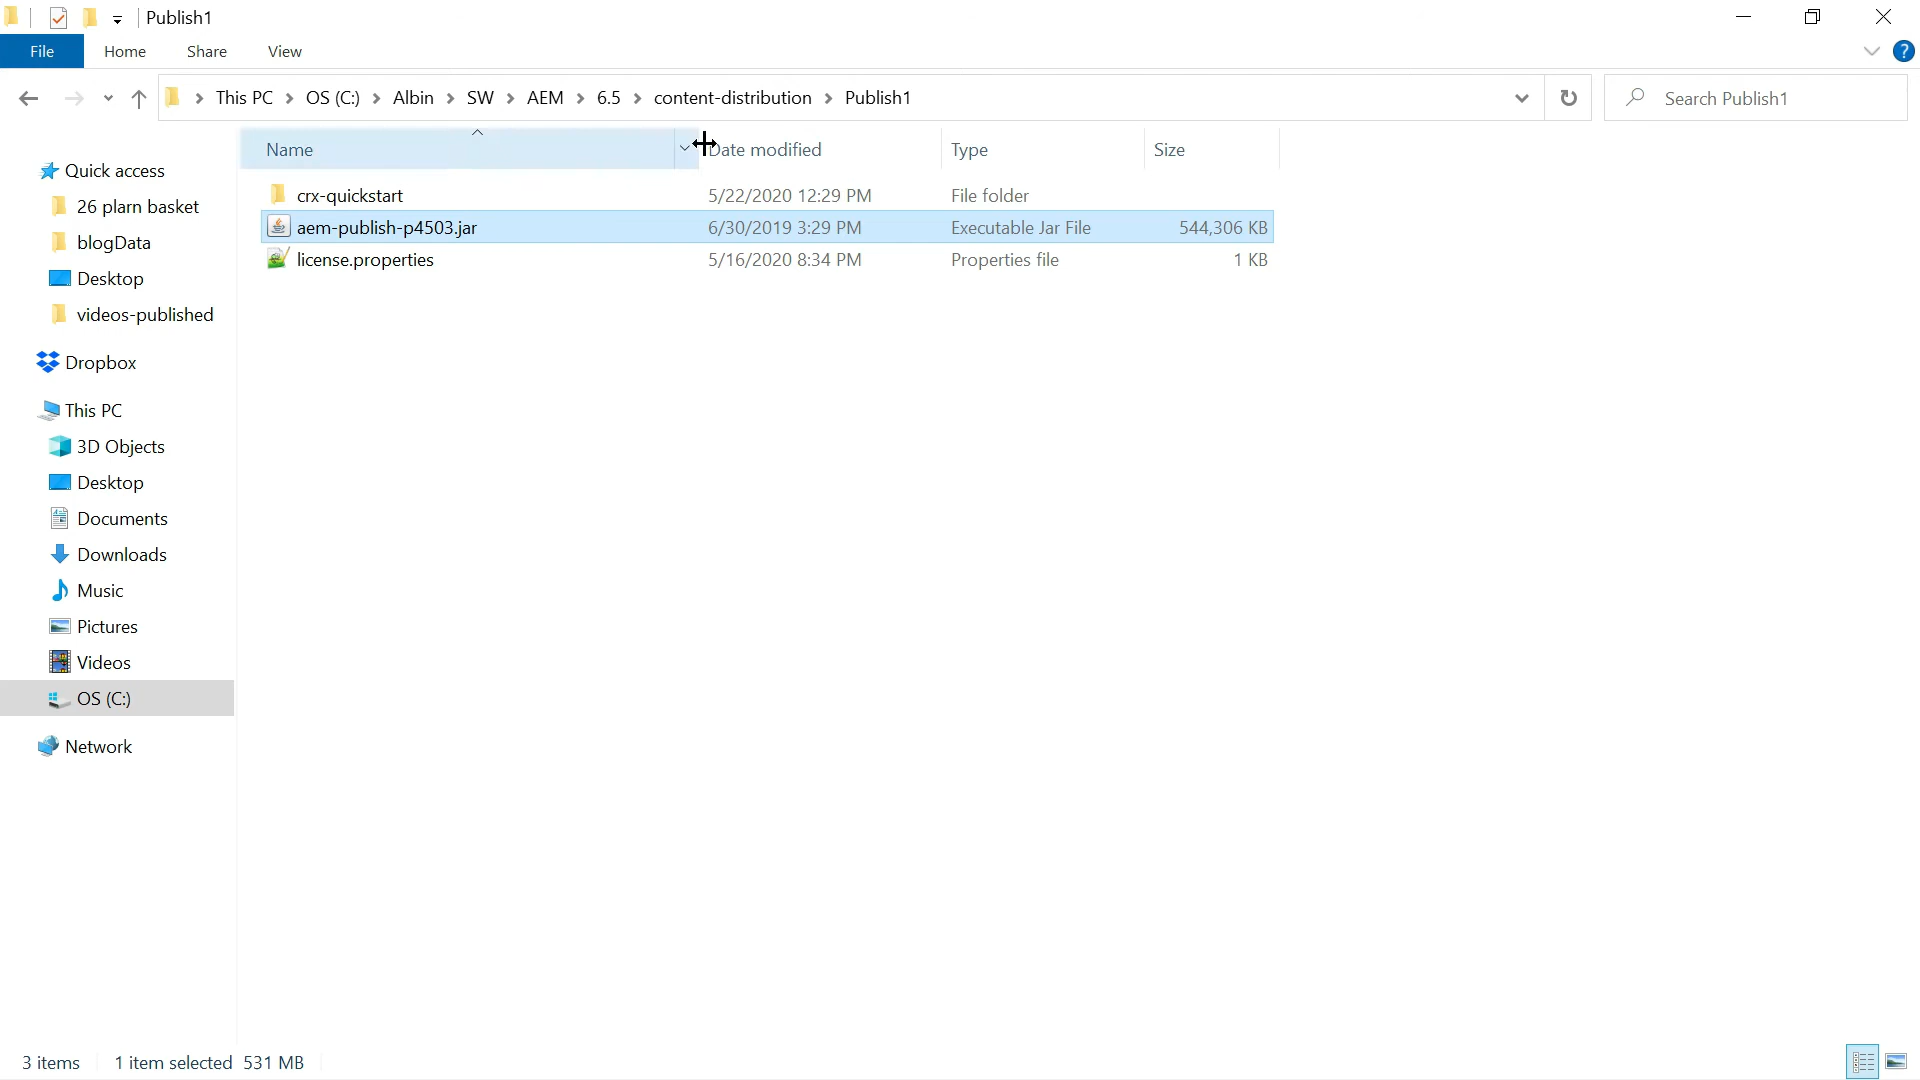 Publish1
File Home Share View
This PC OS (C:) Albin SW AEM 6.5 content-distribution Publish1 Search Publish1
Name Date modified Type Size
Quick access
26 plarn basket
blogData
Desktop
videos-published
Dropbox
This PC
3D Objects
Desktop
Documents
Downloads
Music
Pictures
Videos
OS (C:)
Network
crx-quickstart 5/22/2020 12:29 PM File folder
aem-publish-p4503.jar 6/30/2019 3:29 PM Executable Jar File 544,306 KB
license.properties 5/16/2020 8:34 PM Properties file 1 KB
3 items 1 item selected 531 MB